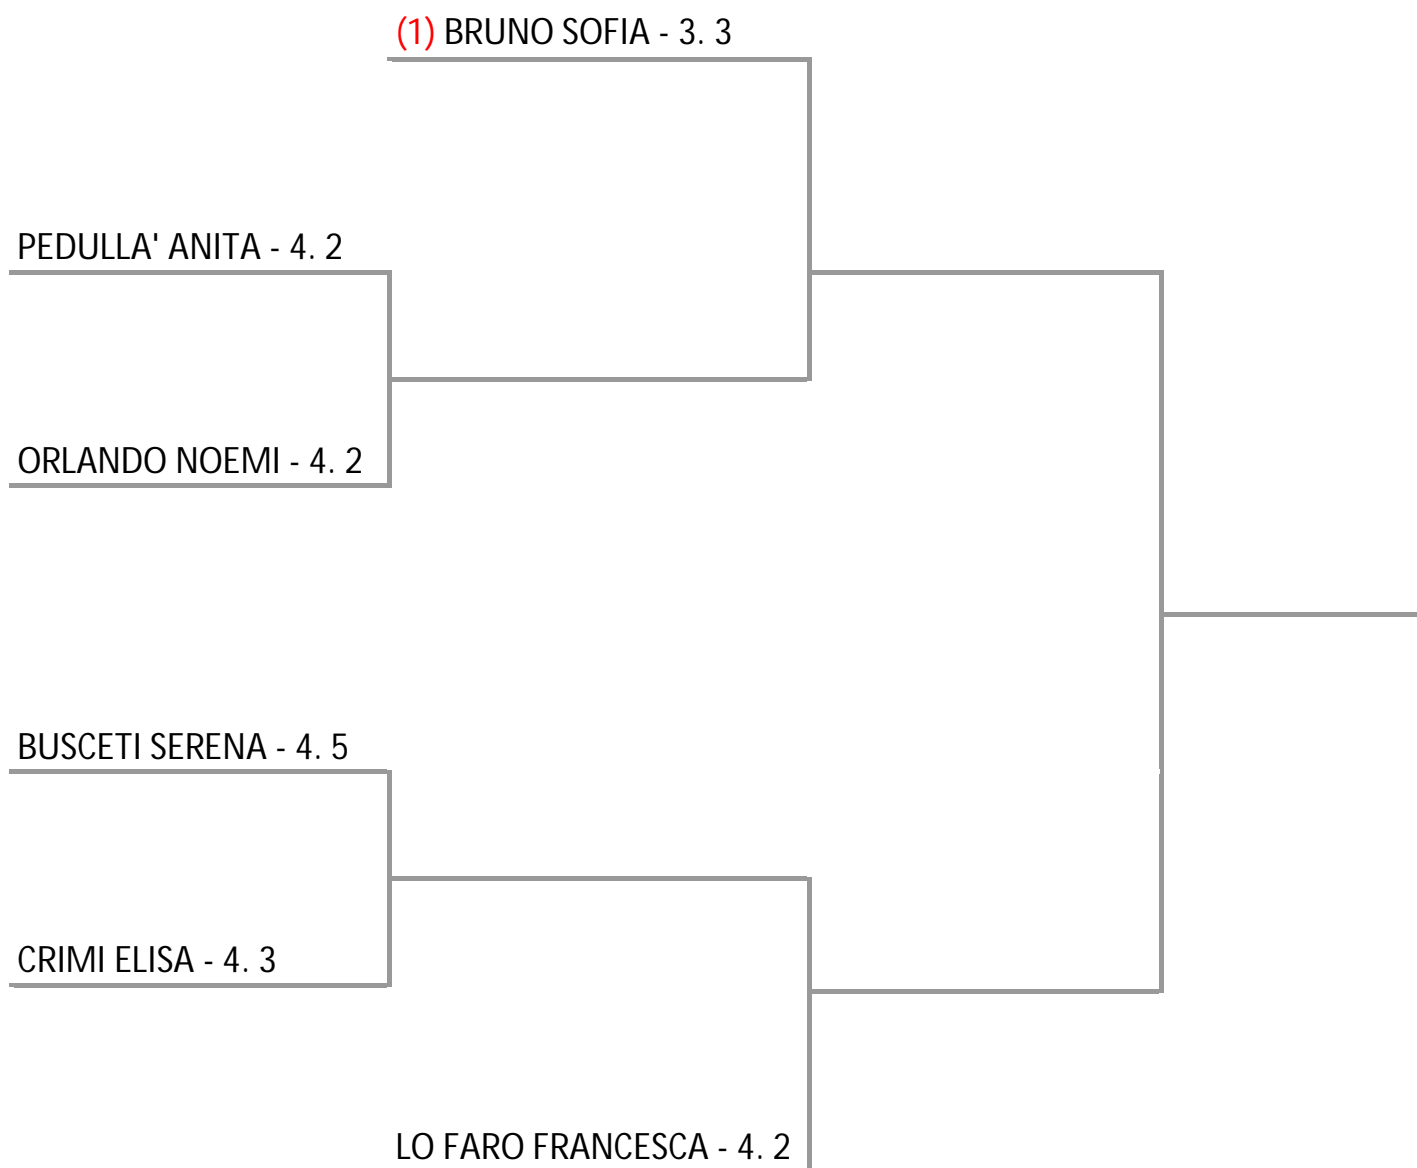 (1) BRUNO SOFIA - 3. 3
PEDULLA' ANITA - 4. 2
ORLANDO NOEMI - 4. 2
BUSCETI SERENA - 4. 5
CRIMI ELISA - 4. 3
LO FARO FRANCESCA - 4. 2